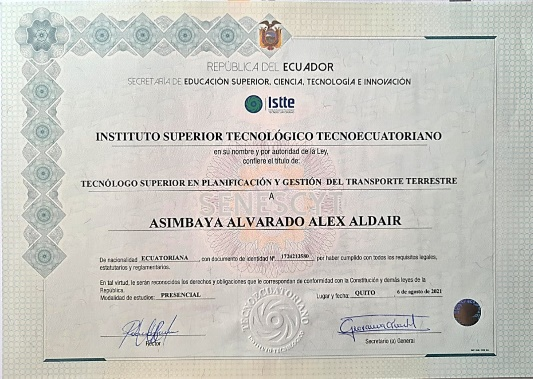 REPÚBLICA DEL ECUADOR
SECRETARÍA DE EDUCACIÓN SUPERIOR, CIENCIA, TECNOLOGÍA E INNOVACIÓN
istte
INSTITUTO SUPERIOR TECNOLÓGICO TECNOECUATORIANO
en su nombre y por autoridad de la Ley,
confiere el título de:
TECNÓLOGO SUPERIOR EN PLANIFICACIÓN Y GESTIÓN DEL TRANSPORTE TERRESTRE
A
SENESCYT
ASIMBAYA ALVARADO ALEX ALDAIR
De nacionalidad ECUATORIANA con documento de identidad Nº 1724212580 por haber cumplido con todos los requisitos legales,
estatutarios y reglamentarios.
En tal virtud, le serán reconocidos los derechos y obligaciones que le correspondan de conformidad con la Constitución y demás leyes de la
República.
Modalidad de estudios: PRESENCIAL Lugar y fecha: QUITO 6 de agosto de 2021
TECNOECUATORIANO
Rector
Secretario (a) General